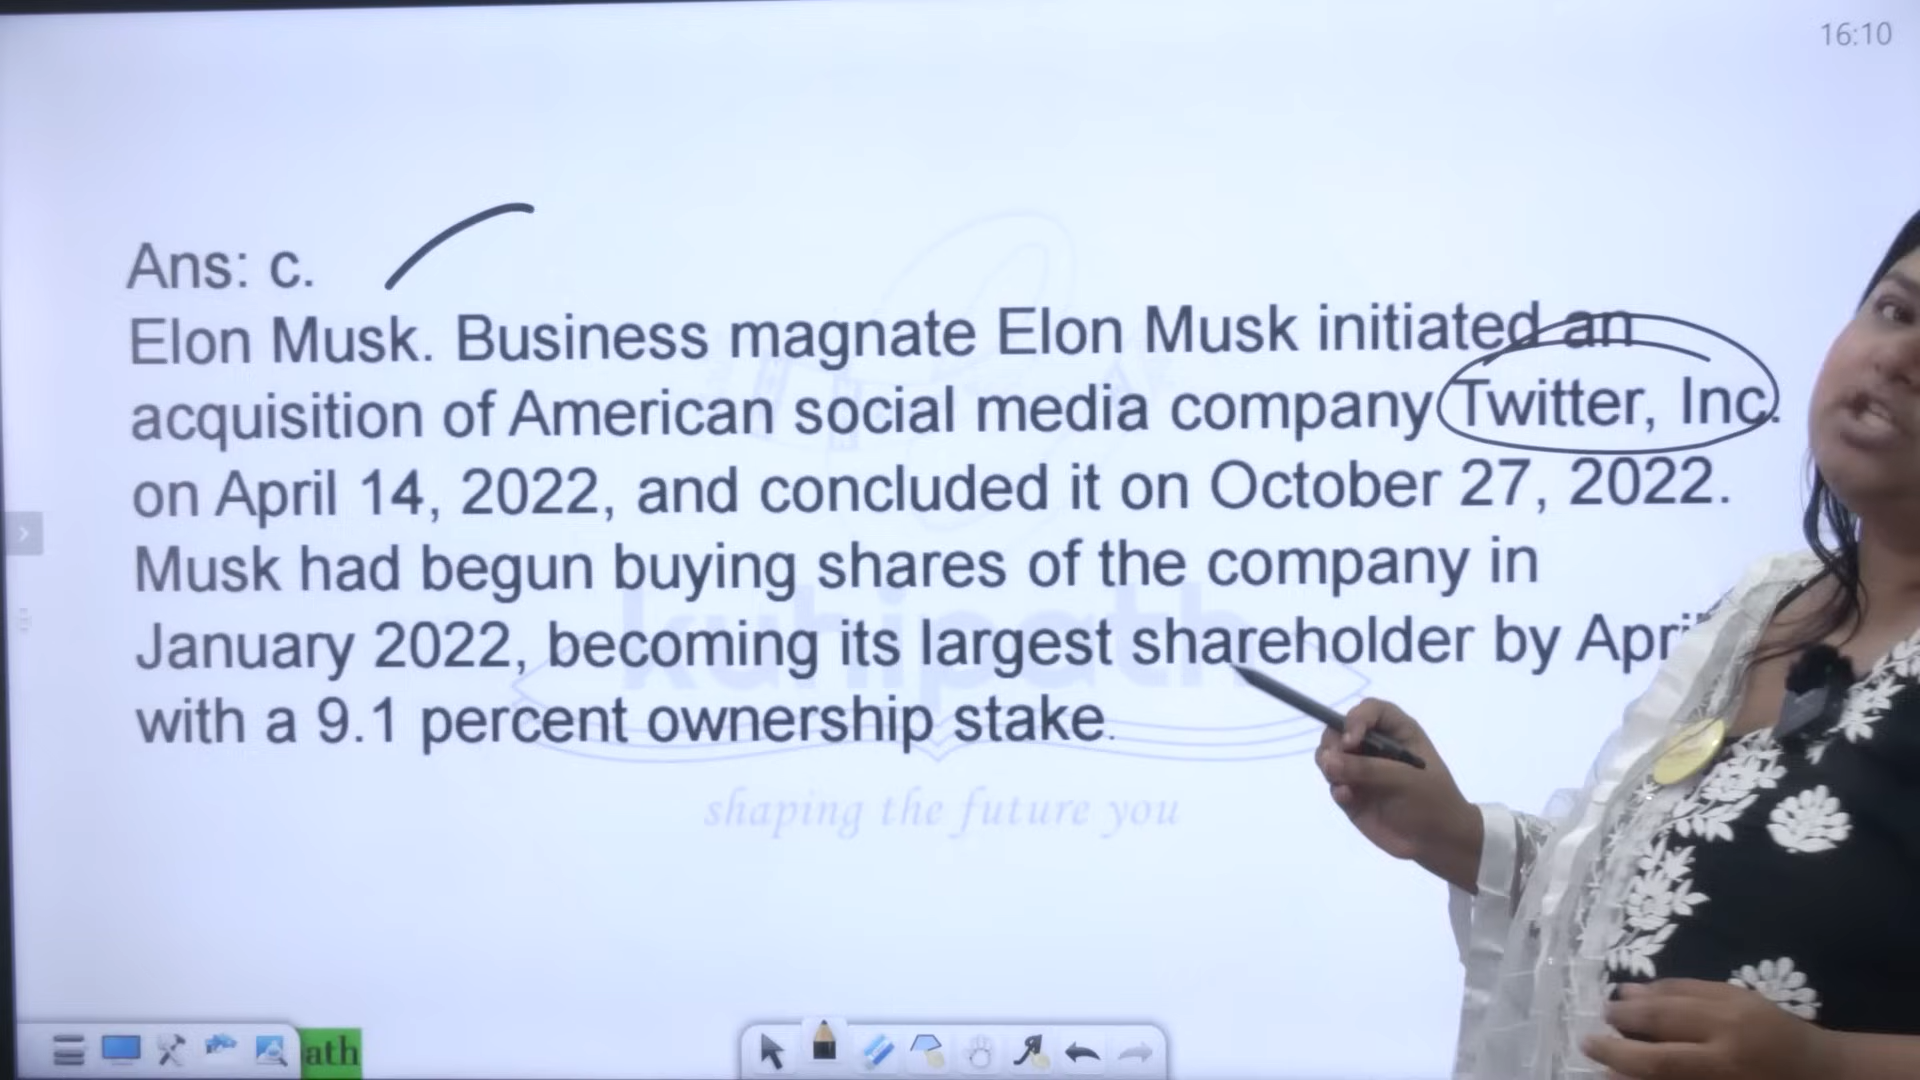 16:10
Ans: c.
Elon Musk. Business magnate Elon Musk initiated an
acquisition of American social media company Twitter, Inc.
on April 14, 2022, and concluded it on October 27, 2022.
Musk had begun buying shares of the company in
January 2022, becoming its largest shareholder by April
with a 9.1 percent ownership stake.
kuhipath
shaping the future you
ath